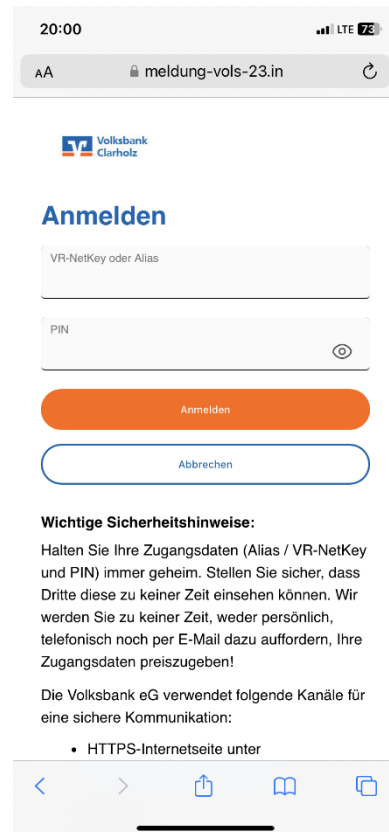 20:00 LTE 73
AA meldung-vols-23.in
Volksbank
Clarholz
Anmelden
VR-NetKey oder Alias
PIN
Anmelden
Abbrechen
Wichtige Sicherheitshinweise:
Halten Sie Ihre Zugangsdaten (Alias / VR-NetKey
und PIN) immer geheim. Stellen Sie sicher, dass
Dritte diese zu keiner Zeit einsehen können. Wir
werden Sie zu keiner Zeit, weder persönlich,
telefonisch noch per E-Mail dazu auffordern, Ihre
Zugangsdaten preiszugeben!
Die Volksbank eG verwendet folgende Kanäle für
eine sichere Kommunikation:
• HTTPS-Internetseite unter